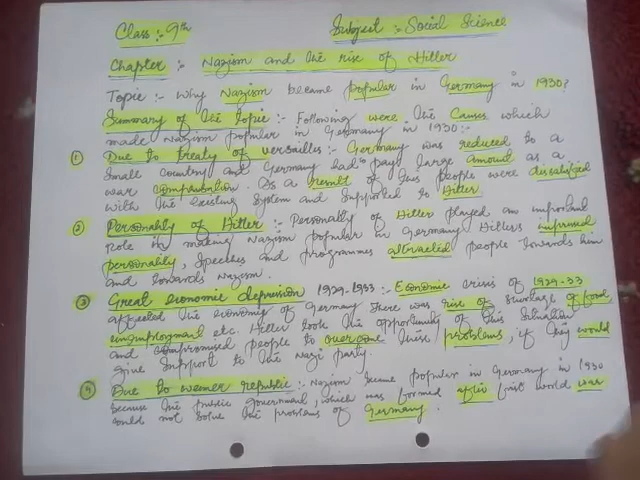 Class :- 9th
Subject :- Social Science
Chapter :- Nazism and the rise of Hitler
Topic :- Why Nazism became popular in Germany in 1930?
Summary of the topic :- Following were the causes which
made Nazism popular in Germany in 1930:-
① Due to treaty of versailles :- Germany was reduced to a
small country and Germany had pay large amount as a
war compensation. As a result of this people were dissatisfied
with the existing system and supported to Hitler.
② Personality of Hitler :- Personality of Hitler played an important
role in making Nazism popular in Germany Hitler's
personality, speeches and programmes attracted people towards him
and towards Nazism.
③ Great economic depression 1929-1933 :- Economic crisis of 1929-33
affected the economy of Germany There was rise of shortage of food
unemployment etc. Hitler took the opportunity of this situation
and people to overcome these problems, if they would
give support to the Nazi party.
④ Due to weimer republic :- Nazism became popular in Germany in 1930
because the public government, which was formed after first world war
could not solve the problems of Germany.